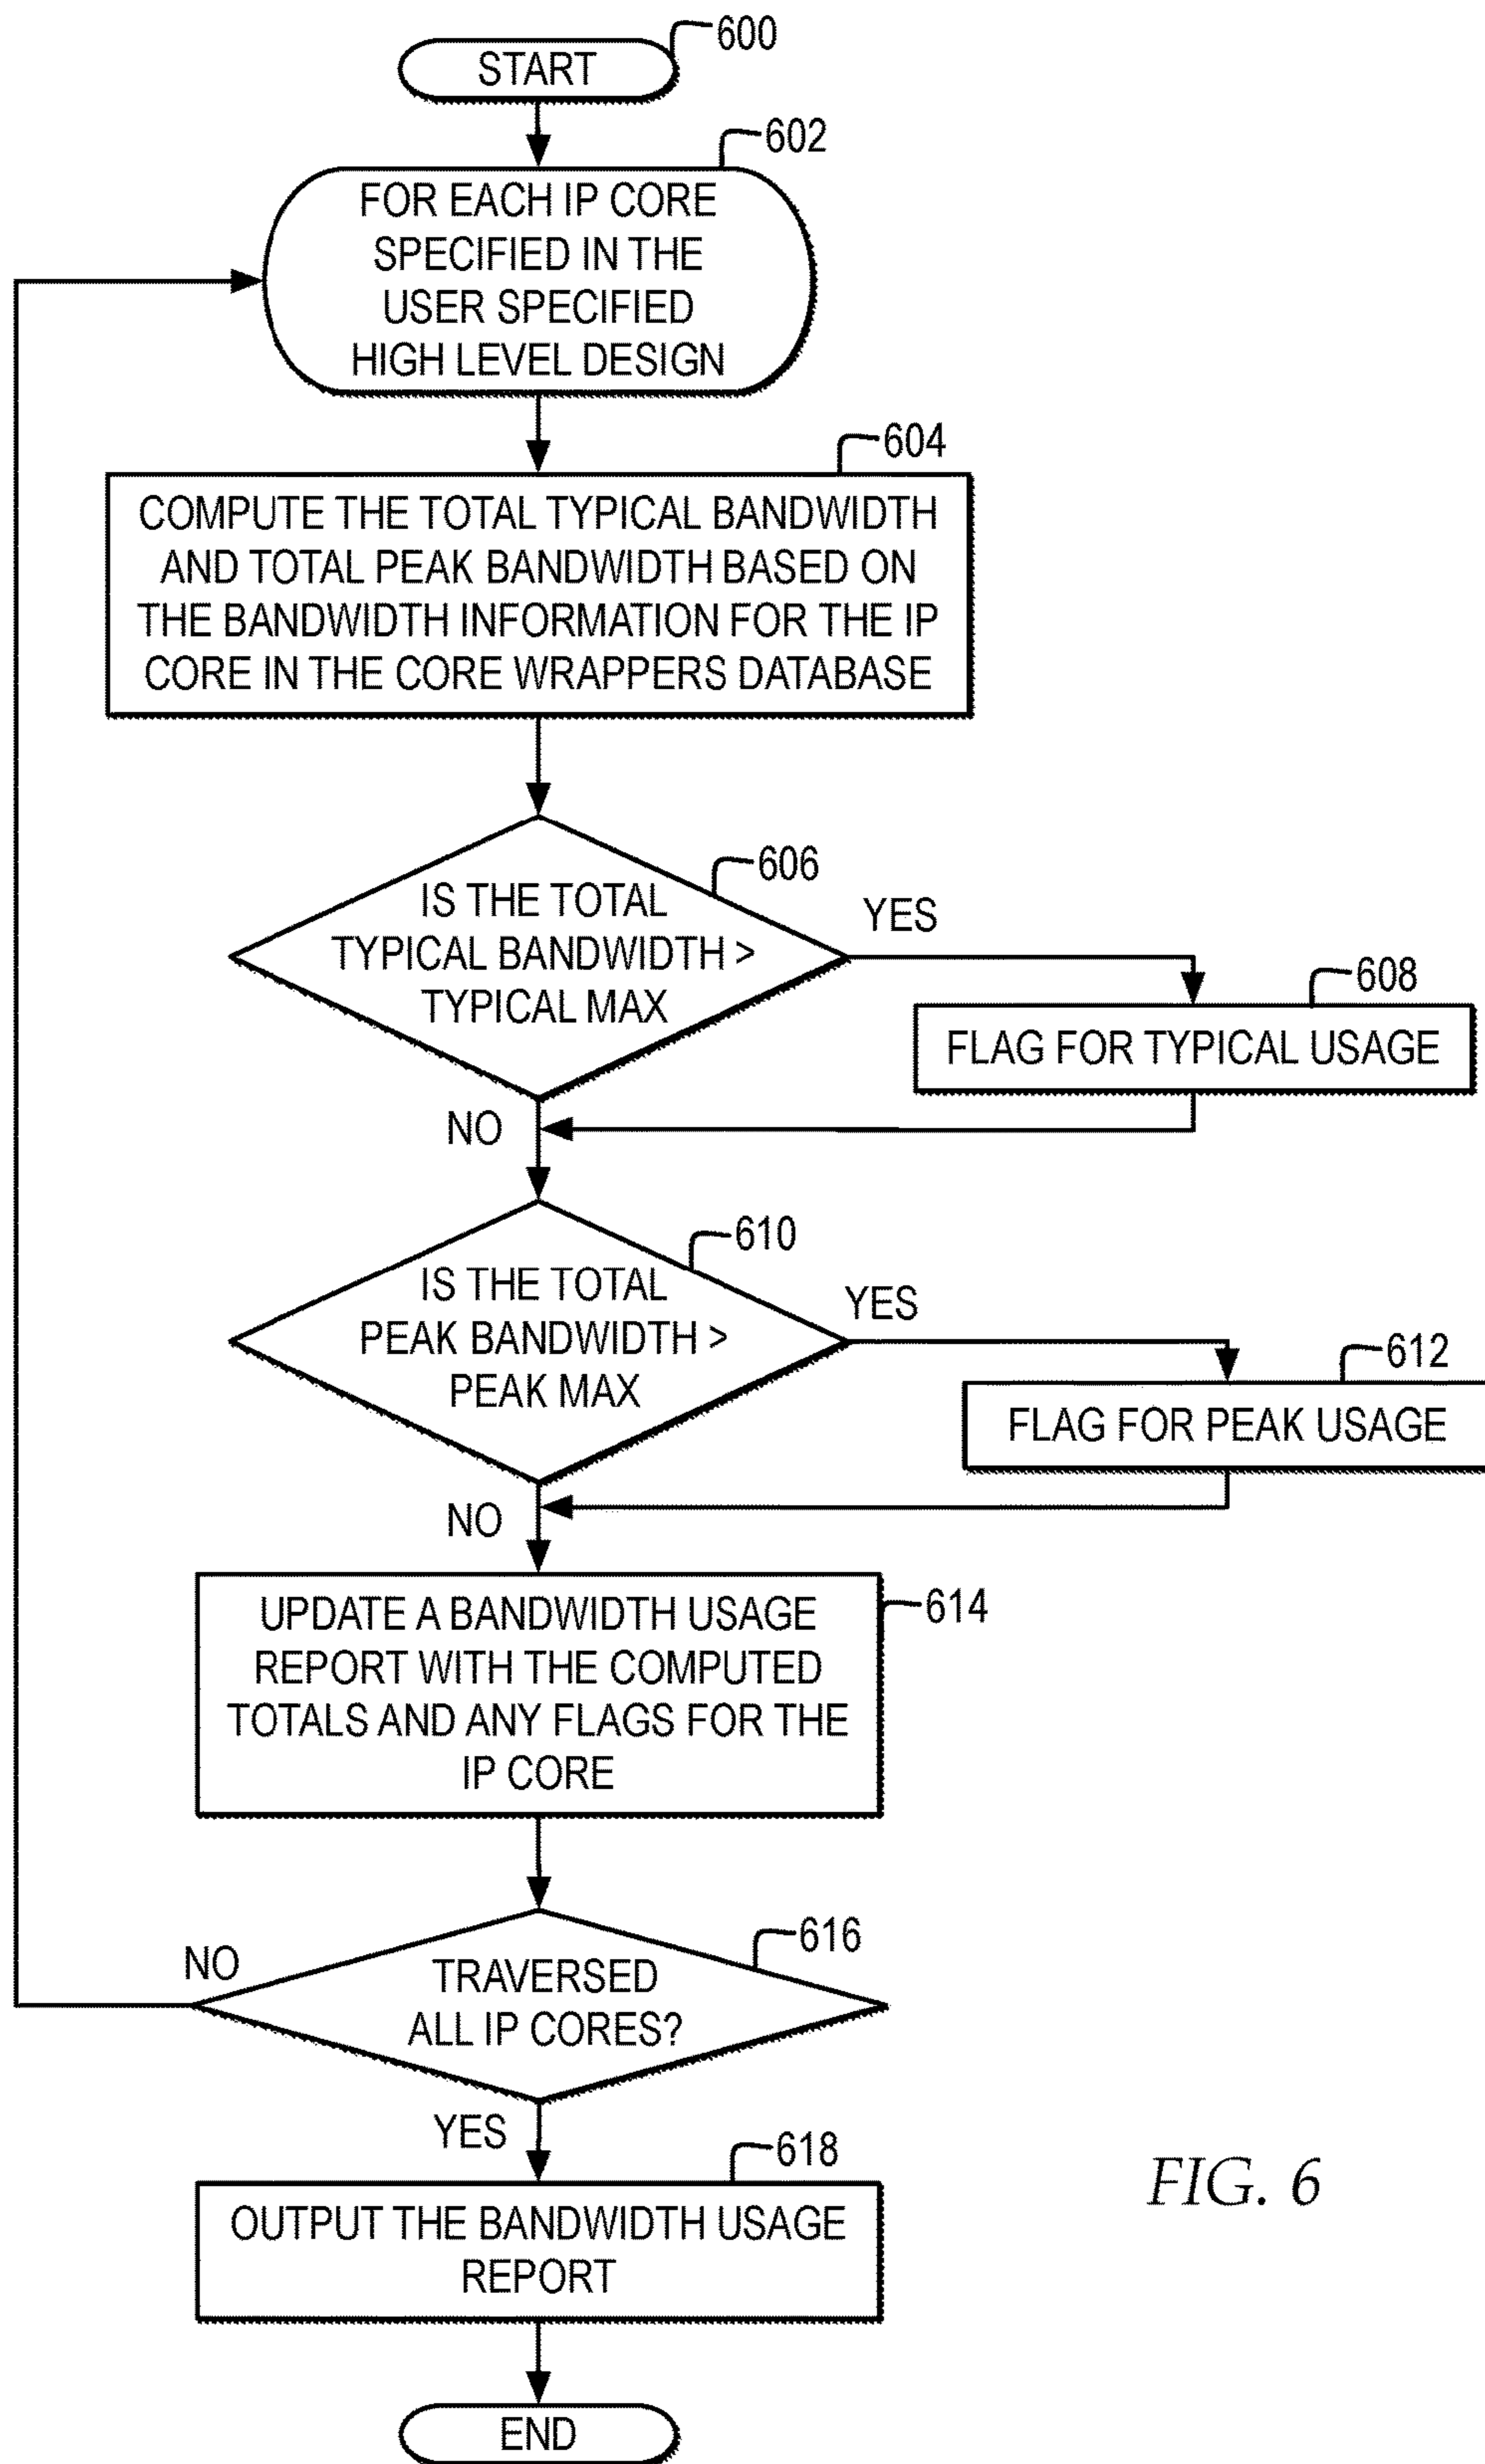 600
START
602
FOR EACH IP CORE
SPECIFIED IN THE
USER SPECIFIED
HIGH LEVEL DESIGN
604
COMPUTE THE TOTAL TYPICAL BANDWIDTH
AND TOTAL PEAK BANDWIDTH BASED ON
THE BANDWIDTH INFORMATION FOR THE IP
CORE IN THE CORE WRAPPERS DATABASE
606
IS THE TOTAL
TYPICAL BANDWIDTH >
TYPICAL MAX
YES
608
FLAG FOR TYPICAL USAGE
NO
610
IS THE TOTAL
PEAK BANDWIDTH >
PEAK MAX
YES
612
FLAG FOR PEAK USAGE
NO
614
UPDATE A BANDWIDTH USAGE
REPORT WITH THE COMPUTED
TOTALS AND ANY FLAGS FOR THE
IP CORE
616
NO
TRAVERSED
ALL IP CORES?
YES
618
OUTPUT THE BANDWIDTH USAGE
REPORT
END
FIG. 6